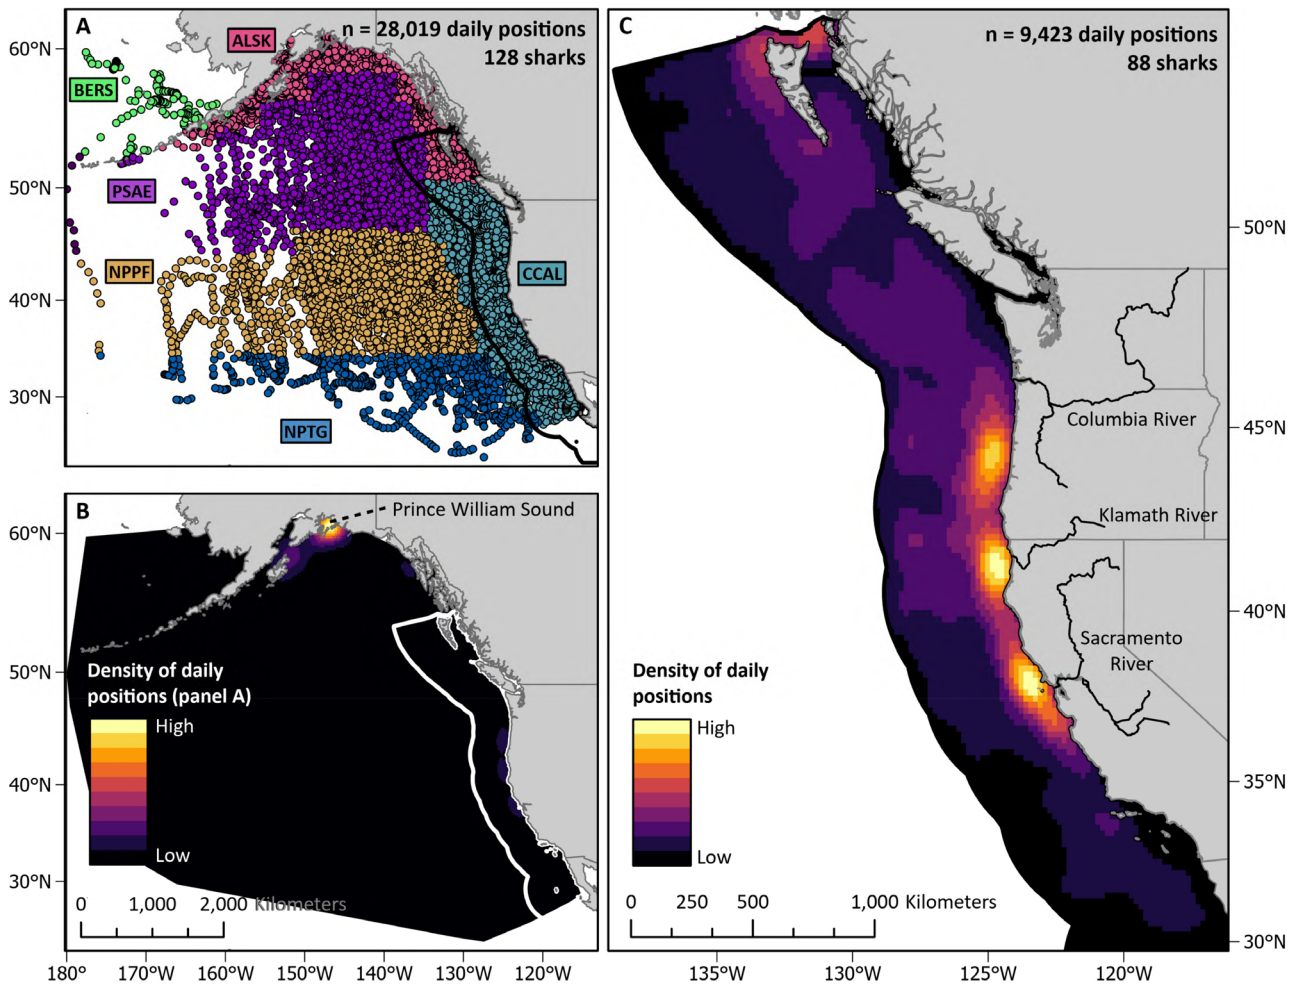 A
ALSK
n = 28,019 daily positions
128 sharks
BERS
PSAE
NPPF
CCAL
NPTG
60°N
50°N
40°N
30°N
B
Prince William Sound
Density of daily
positions (panel A)
High
Low
0 1,000 2,000 Kilometers
60°N
50°N
40°N
30°N
180° 170°W 160°W 150°W 140°W 130°W 120°W
C
n = 9,423 daily positions
88 sharks
Columbia River
Klamath River
Sacramento
River
Density of daily
positions
High
Low
0 250 500 1,000 Kilometers
50°N
45°N
40°N
35°N
30°N
135°W 130°W 125°W 120°W